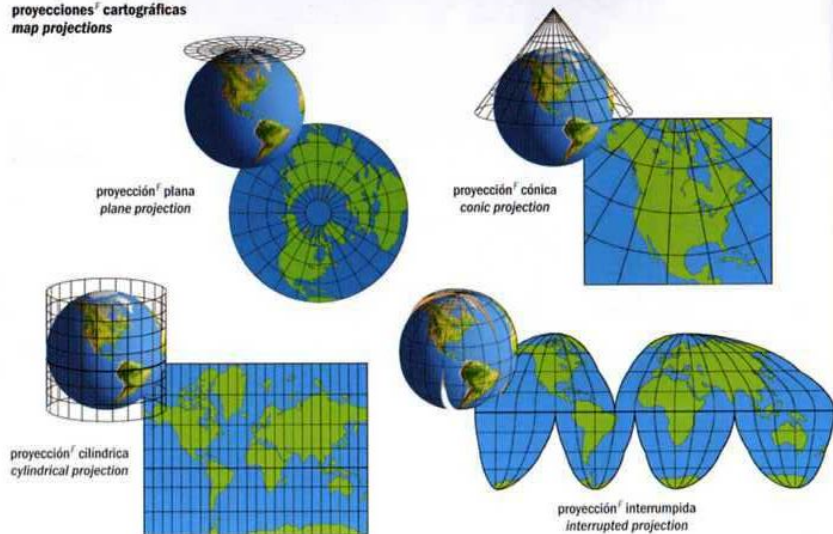 proyecciones^F cartográficas
map projections
proyección^F plana
plane projection
proyección^F cónica
conic projection
proyección^F cilíndrica
cylindrical projection
proyección^F interrumpida
interrupted projection